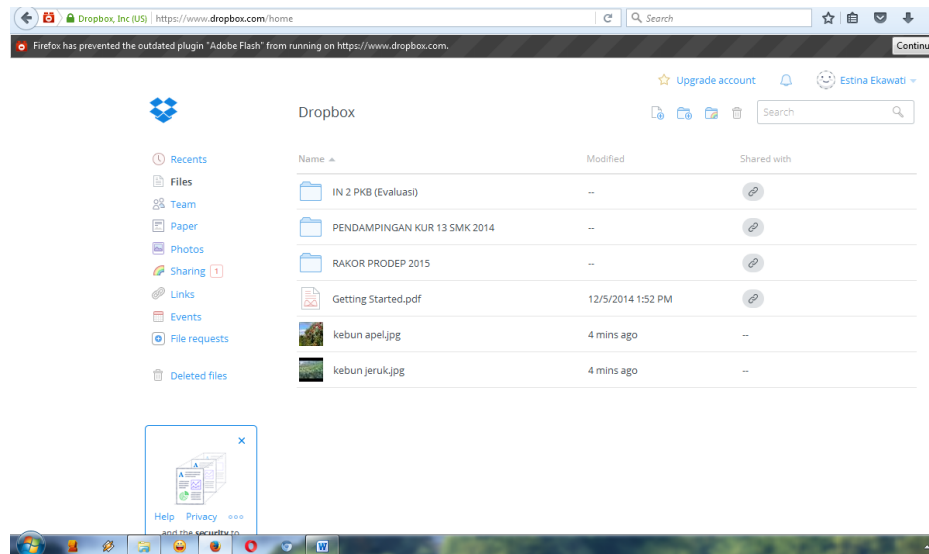 Dropbox, Inc (US) https://www.dropbox.com/home Search
Firefox has prevented the outdated plugin "Adobe Flash" from running on https://www.dropbox.com. Continu
Upgrade account Estina Ekawati
Dropbox Search
Recents
Files
Team
Paper
Photos
Sharing 1
Links
Events
File requests
Deleted files
Name Modified Shared with
IN 2 PKB (Evaluasi) --
PENDAMPINGAN KUR 13 SMK 2014 --
RAKOR PRODEP 2015 --
Getting Started.pdf 12/5/2014 1:52 PM
kebun apel.jpg 4 mins ago --
kebun jeruk.jpg 4 mins ago --
Help Privacy
and the security to